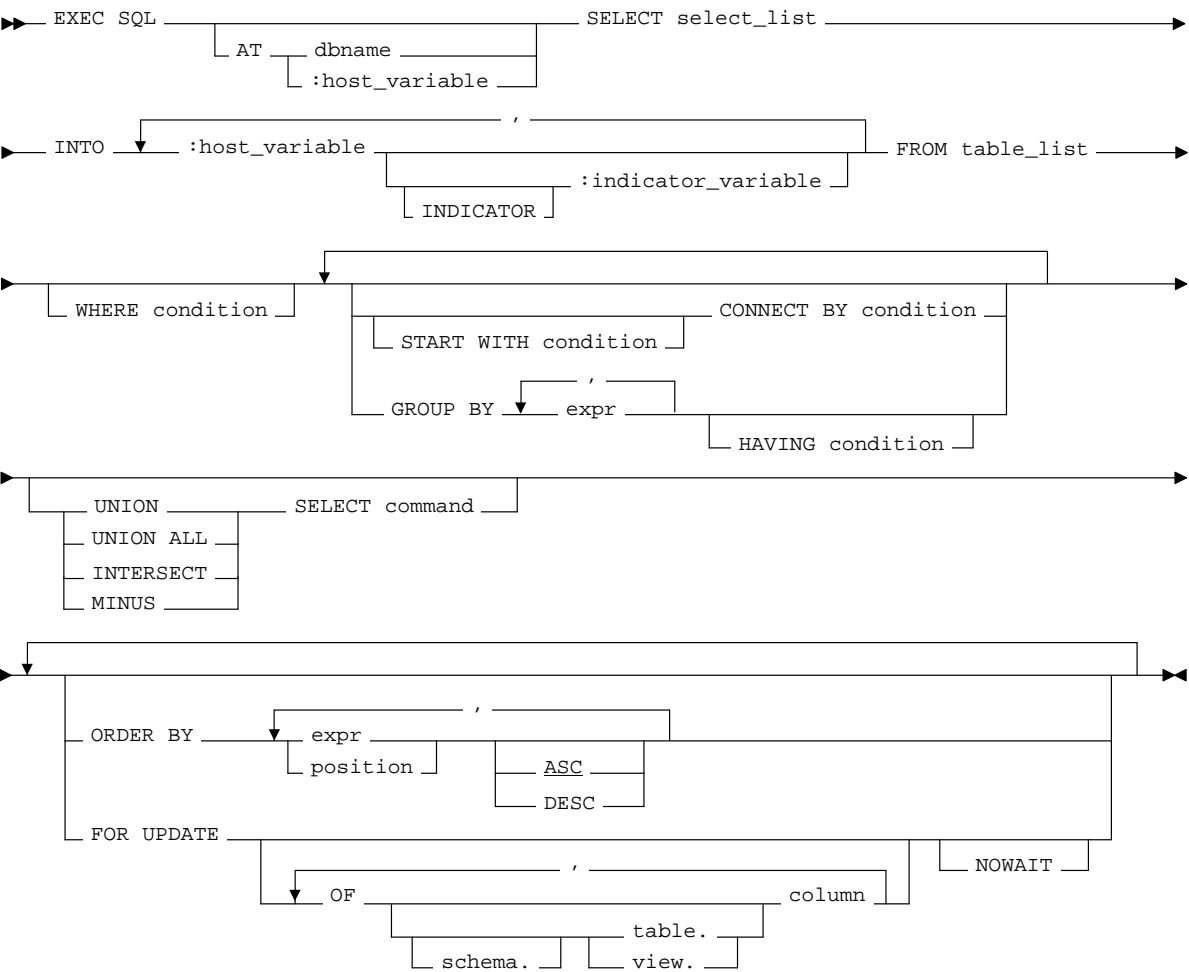 EXEC SQL SELECT select_list
AT dbname
:host_variable
,
INTO :host_variable FROM table_list
:indicator_variable
INDICATOR
WHERE condition
CONNECT BY condition
START WITH condition
,
GROUP BY expr
HAVING condition
UNION SELECT command
UNION ALL
INTERSECT
MINUS
,
ORDER BY expr
position ASC
DESC
FOR UPDATE
NOWAIT
,
OF column
table.
schema. view.